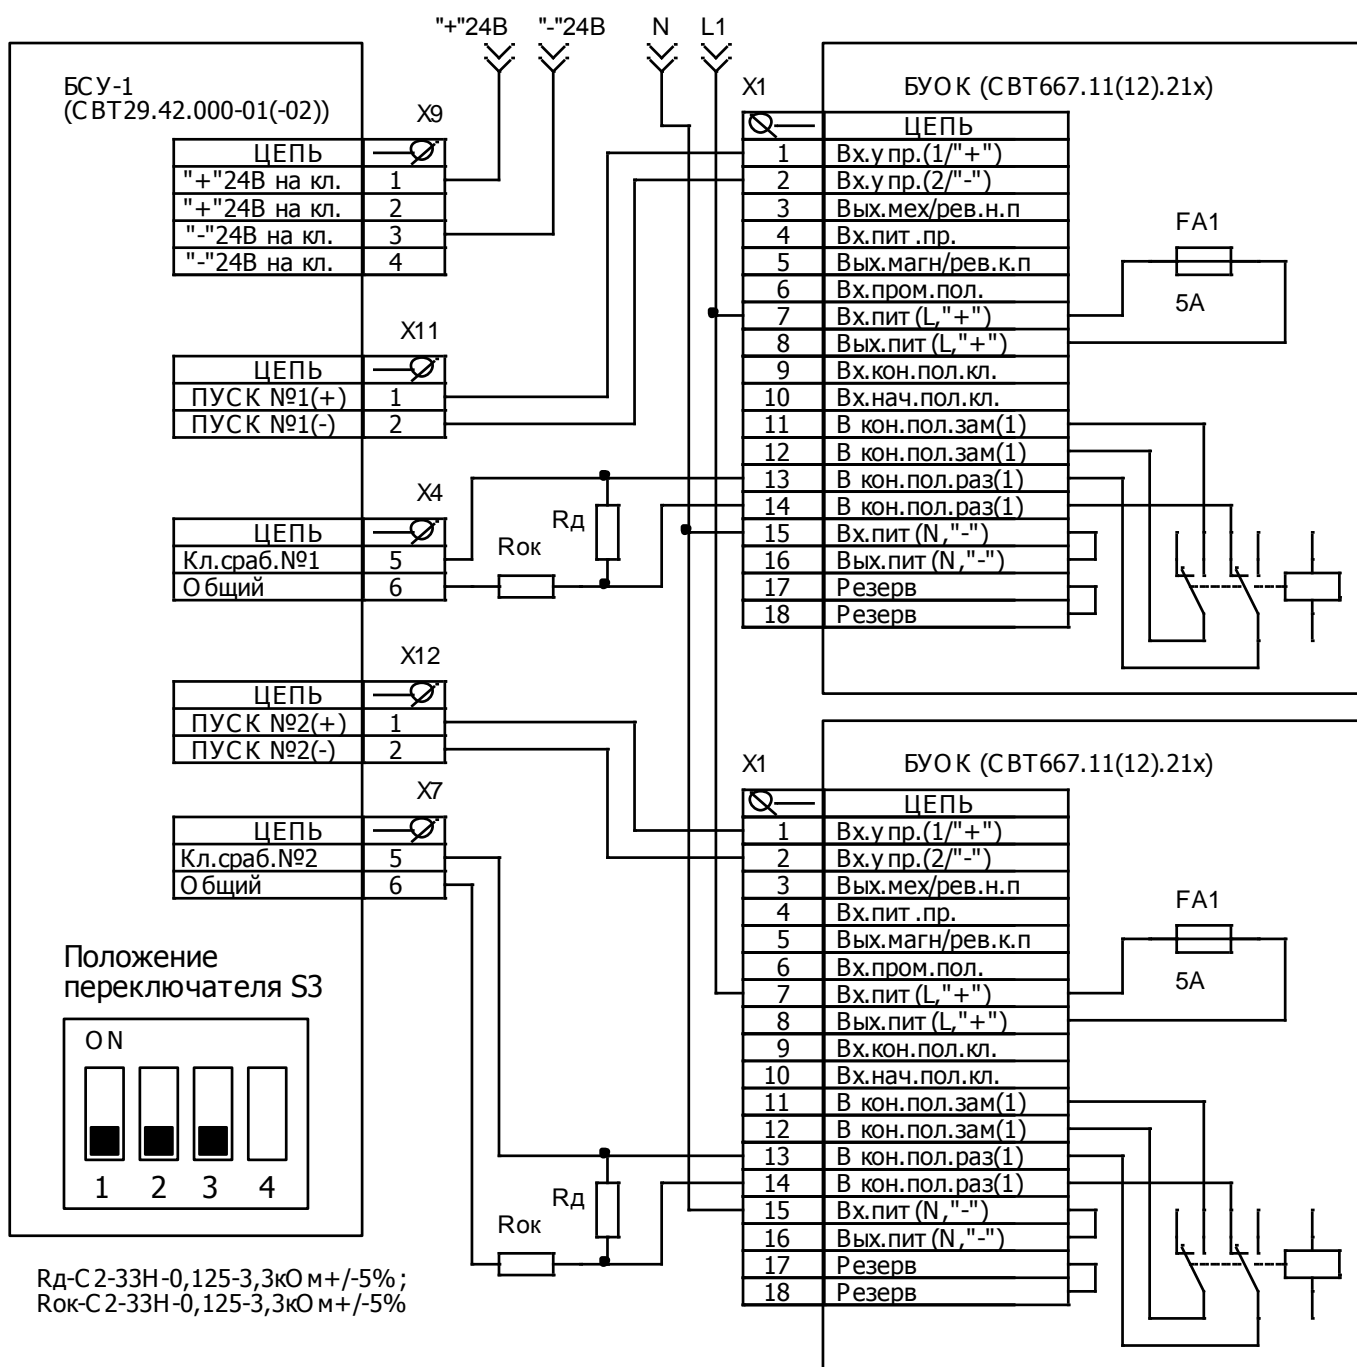 "+"24В "-"24В N L1
БСУ-1
(СВТ29.42.000-01(-02))
X9
ЦЕПЬ
"+"24В на кл. 1
"+"24В на кл. 2
"-"24В на кл. 3
"-"24В на кл. 4
X11
ЦЕПЬ
ПУСК №1(+) 1
ПУСК №1(-) 2
X4
ЦЕПЬ
Кл.сраб.№1 5
Общий 6
Rок
Rд
X12
ЦЕПЬ
ПУСК №2(+) 1
ПУСК №2(-) 2
X7
ЦЕПЬ
Кл.сраб.№2 5
Общий 6
Rок
Rд
Положение
переключателя S3
ON
1 2 3 4
Rд-С2-33Н-0,125-3,3кОм+/-5%;
Rок-С2-33Н-0,125-3,3кОм+/-5%
X1
БУОК (СВТ667.11(12).21х)
ЦЕПЬ
1 Вх.упр.(1/"+")
2 Вх.упр.(2/"-")
3 Вых.мех/рев.н.п
4 Вх.пит.пр.
5 Вых.магн/рев.к.п
6 Вх.пром.пол.
7 Вх.пит(L,"+")
8 Вых.пит(L,"+")
9 Вх.кон.пол.кл.
10 Вх.нач.пол.кл.
11 В кон.пол.зам(1)
12 В кон.пол.зам(1)
13 В кон.пол.раз(1)
14 В кон.пол.раз(1)
15 Вх.пит(N,"-")
16 Вых.пит(N,"-")
17 Резерв
18 Резерв
FA1
5А
X1
БУОК (СВТ667.11(12).21х)
ЦЕПЬ
1 Вх.упр.(1/"+")
2 Вх.упр.(2/"-")
3 Вых.мех/рев.н.п
4 Вх.пит.пр.
5 Вых.магн/рев.к.п
6 Вх.пром.пол.
7 Вх.пит(L,"+")
8 Вых.пит(L,"+")
9 Вх.кон.пол.кл.
10 Вх.нач.пол.кл.
11 В кон.пол.зам(1)
12 В кон.пол.зам(1)
13 В кон.пол.раз(1)
14 В кон.пол.раз(1)
15 Вх.пит(N,"-")
16 Вых.пит(N,"-")
17 Резерв
18 Резерв
FA1
5А